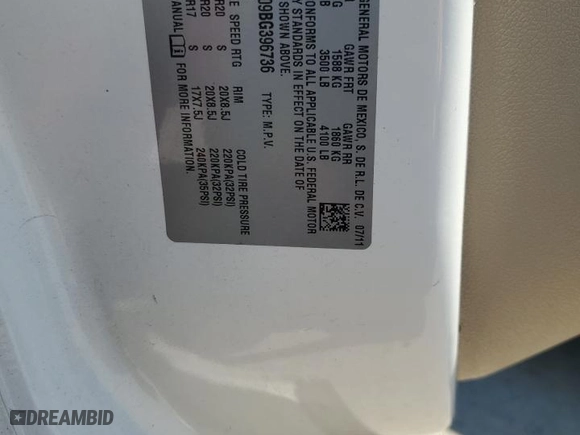 GENERAL MOTORS DE MEXICO, S. DE R.L. DE C.V. 07/11
GAWR FRT GAWR RR
1588 KG 1860 KG
3500 LB 4100 LB
CONFORMS TO ALL APPLICABLE U.S. FEDERAL MOTOR
Y STANDARDS IN EFFECT ON THE DATE OF
SHOWN ABOVE.
09BG396736 TYPE: M.P.V.
E SPEED RTG RIM COLD TIRE PRESSURE
R20 S 20X8.5J 220KPA(32PSI)
R20 S 20X8.5J 220KPA(32PSI)
R17 S 17X7.5J 240KPA(35PSI)
ANUAL FOR MORE INFORMATION.
DREAMBID